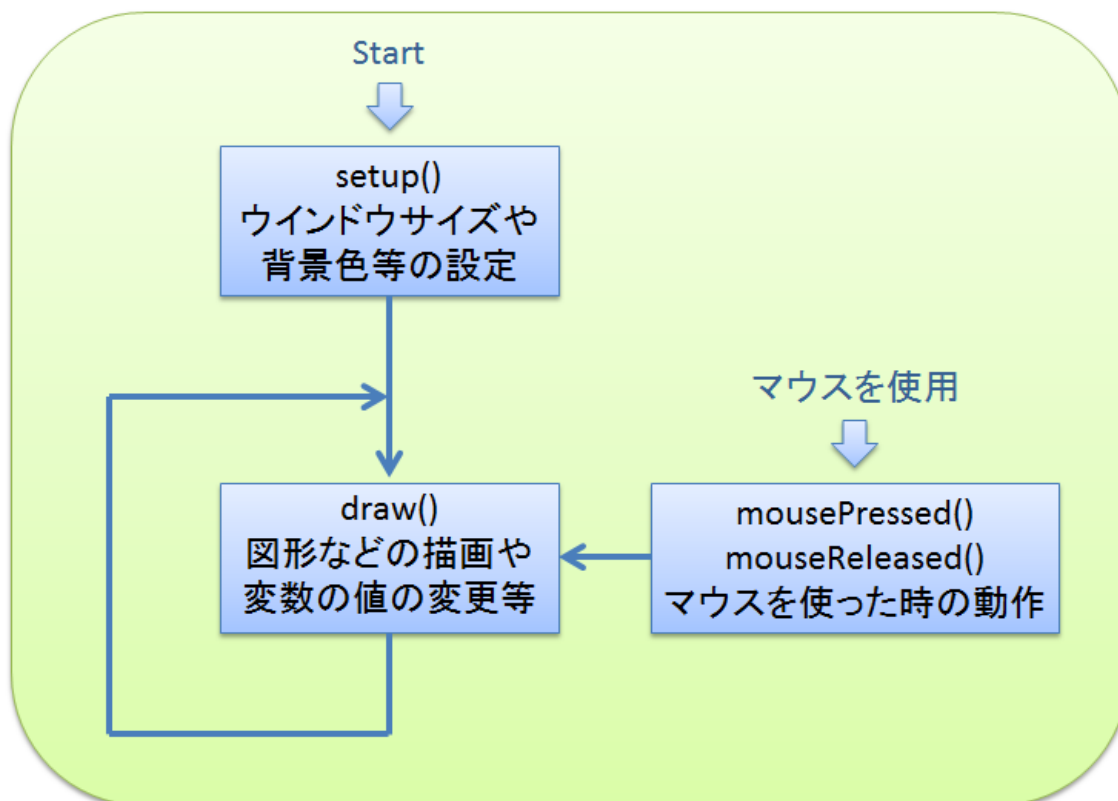 Start
setup()
ウインドウサイズや
背景色等の設定
マウスを使用
draw()
図形などの描画や
変数の値の変更等
mousePressed()
mouseReleased()
マウスを使った時の動作